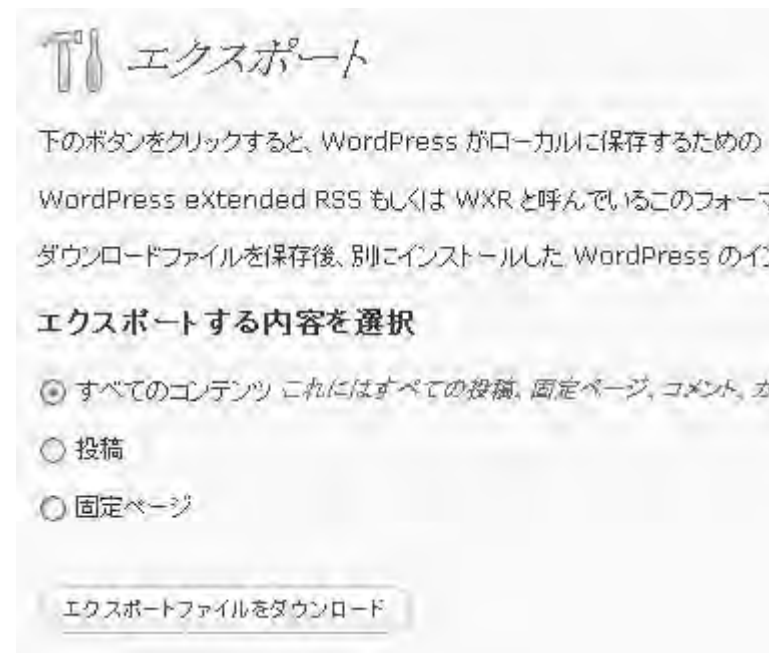 エクスポート
下のボタンをクリックすると、WordPress がローカルに保存するための
WordPress eXtended RSS もしくは WXR と呼んでいるこのフォーマ
ダウンロードファイルを保存後、別にインストールした WordPress のイン
エクスポートする内容を選択
すべてのコンテンツ これにはすべての投稿、固定ページ、コメント、カ
投稿
固定ページ
エクスポートファイルをダウンロード